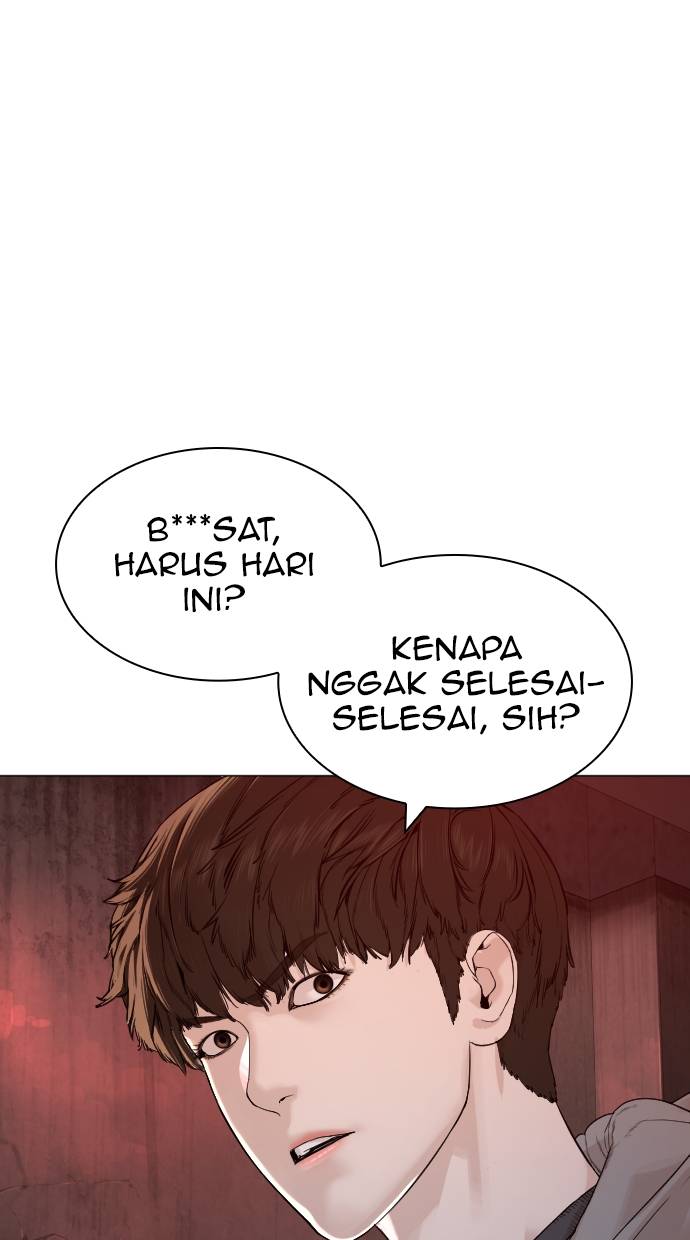 B***SAT,
HARUS HARI
INI?
KENAPA
NGGAK SELESAI-
SELESAI, SIH?